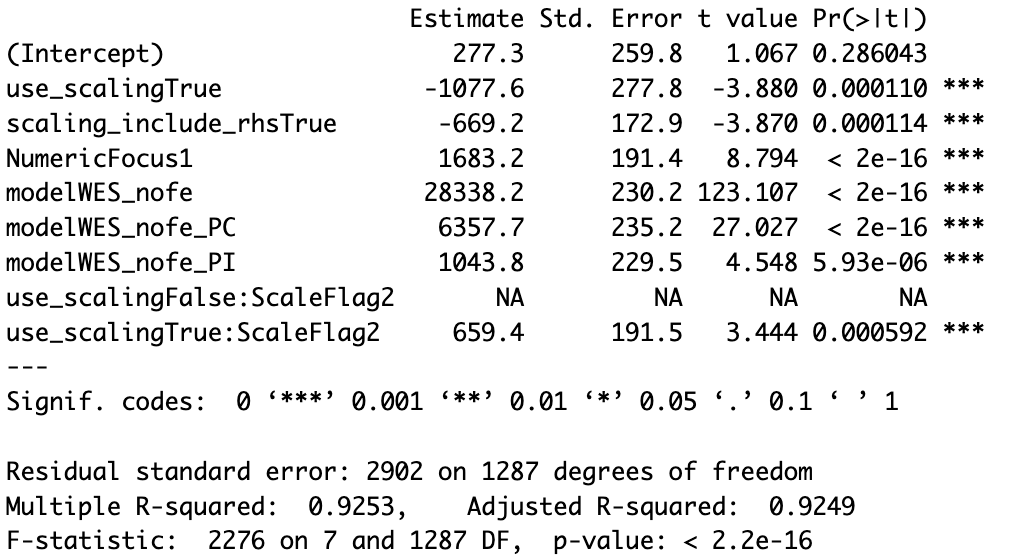 Estimate Std. Error t value Pr(>|t|)
(Intercept)                  277.3      259.8   1.067 0.286043
use_scalingTrue            -1077.6      277.8  -3.880 0.000110 ***
scaling_include_rhsTrue     -669.2      172.9  -3.870 0.000114 ***
NumericFocus1               1683.2      191.4   8.794  < 2e-16 ***
modelWES_nofe              28338.2      230.2 123.107  < 2e-16 ***
modelWES_nofe_PC            6357.7      235.2  27.027  < 2e-16 ***
modelWES_nofe_PI            1043.8      229.5   4.548 5.93e-06 ***
use_scalingFalse:ScaleFlag2     NA         NA      NA       NA
use_scalingTrue:ScaleFlag2   659.4      191.5   3.444 0.000592 ***
---
Signif. codes:  0 ‘***’ 0.001 ‘**’ 0.01 ‘*’ 0.05 ‘.’ 0.1 ‘ ’ 1
Residual standard error: 2902 on 1287 degrees of freedom
Multiple R-squared:  0.9253,    Adjusted R-squared:  0.9249
F-statistic:  2276 on 7 and 1287 DF,  p-value: < 2.2e-16